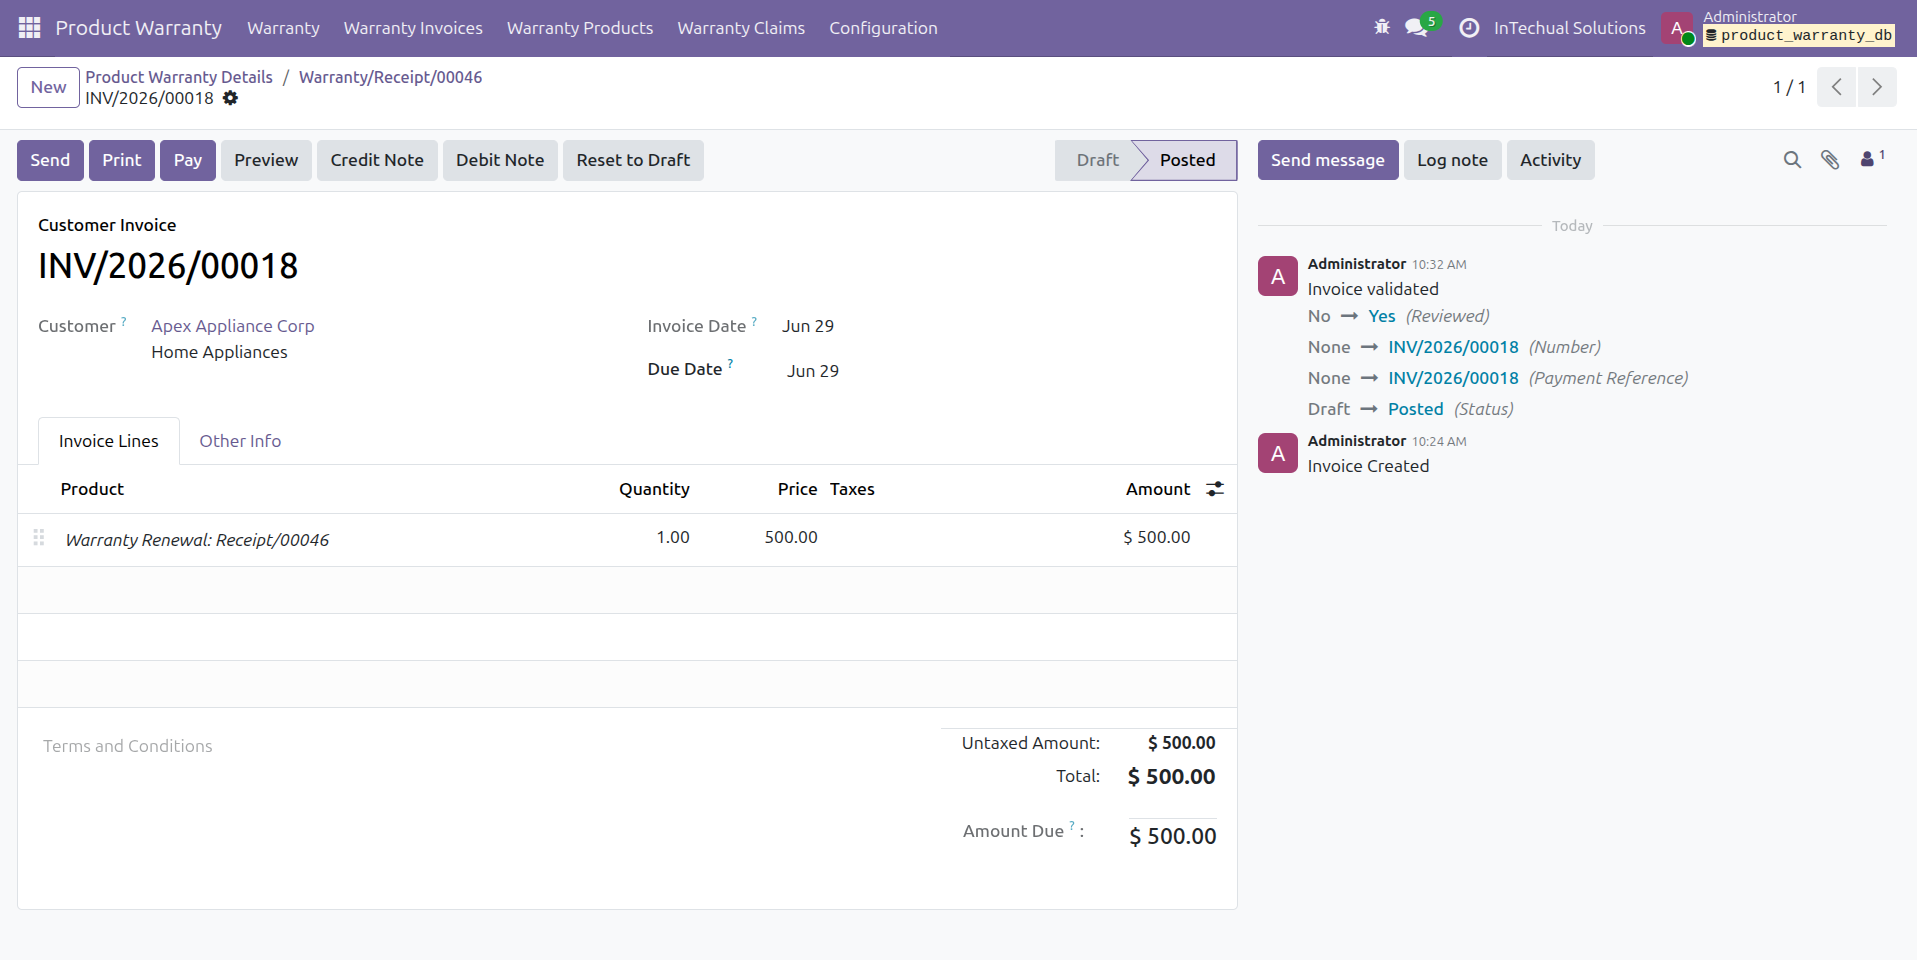 Product Warranty Warranty Warranty Invoices Warranty Products Warranty Claims Configuration 5 InTechual Solutions A Administrator
product_warranty_db
New Product Warranty Details / Warranty/Receipt/00046
INV/2026/00018
1 / 1
Send Print Pay Preview Credit Note Debit Note Reset to Draft Draft Posted
Send message Log note Activity 1
Customer Invoice
INV/2026/00018
Customer ? Apex Appliance Corp
Home Appliances
Invoice Date ? Jun 29
Due Date ? Jun 29
Invoice Lines Other Info
Product Quantity Price Taxes Amount
Warranty Renewal: Receipt/00046 1.00 500.00 $ 500.00
Terms and Conditions
Untaxed Amount: $ 500.00
Total: $ 500.00
Amount Due ? : $ 500.00
Today
A Administrator 10:32 AM
Invoice validated
No → Yes (Reviewed)
None → INV/2026/00018 (Number)
None → INV/2026/00018 (Payment Reference)
Draft → Posted (Status)
A Administrator 10:24 AM
Invoice Created